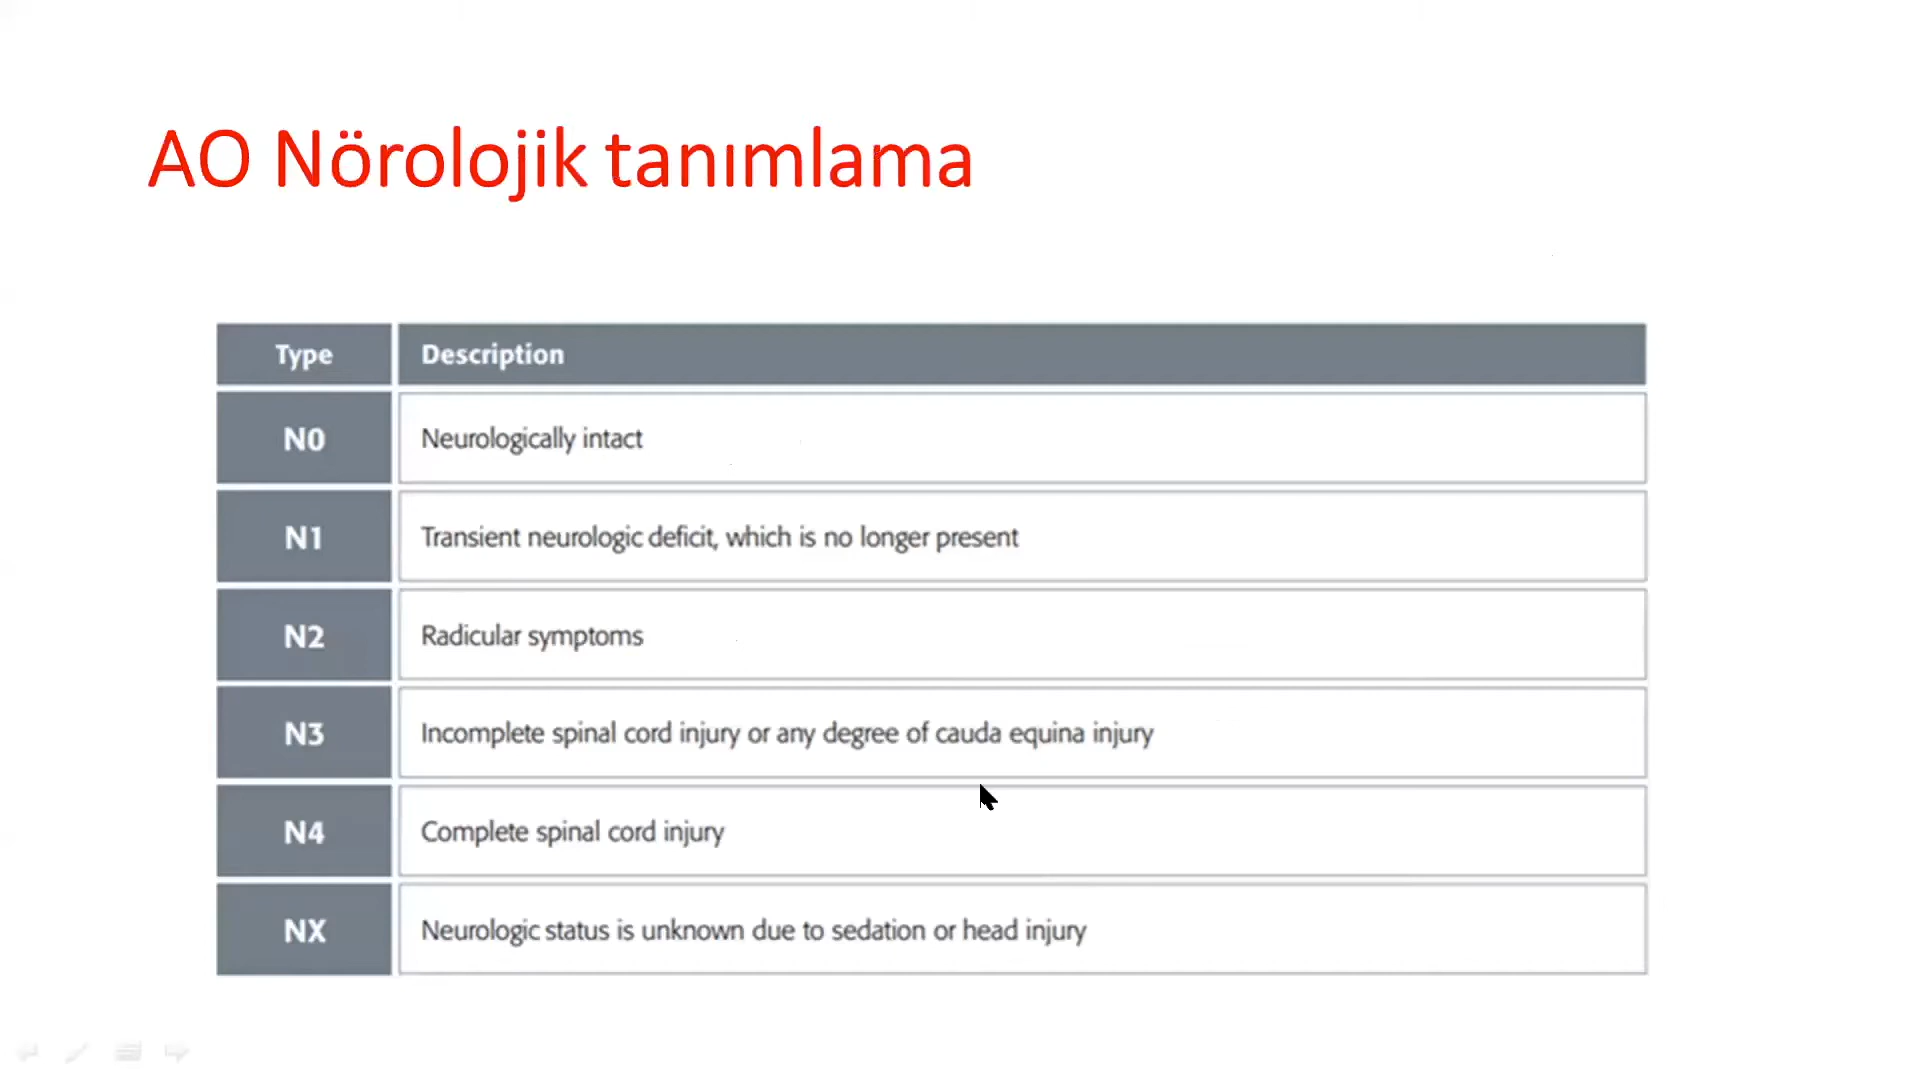 AO Nörolojik tanımlama
Type Description
N0 Neurologically intact
N1 Transient neurologic deficit, which is no longer present
N2 Radicular symptoms
N3 Incomplete spinal cord injury or any degree of cauda equina injury
N4 Complete spinal cord injury
NX Neurologic status is unknown due to sedation or head injury